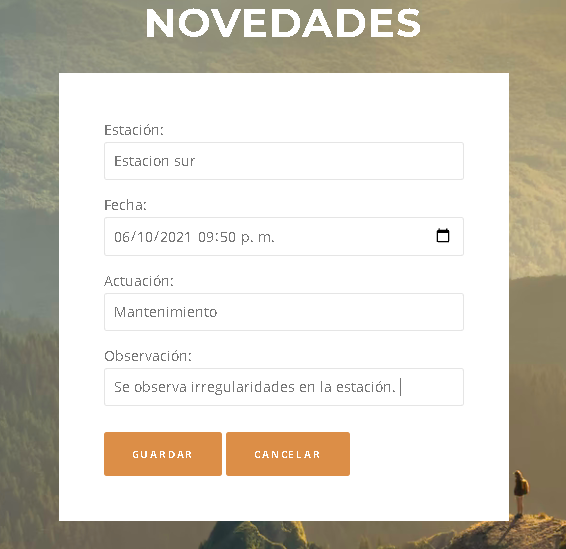 NOVEDADES
Estación:
Estacion sur
Fecha:
06/10/2021 09:50 p. m.
Actuación:
Mantenimiento
Observación:
Se observa irregularidades en la estación.
GUARDAR CANCELAR